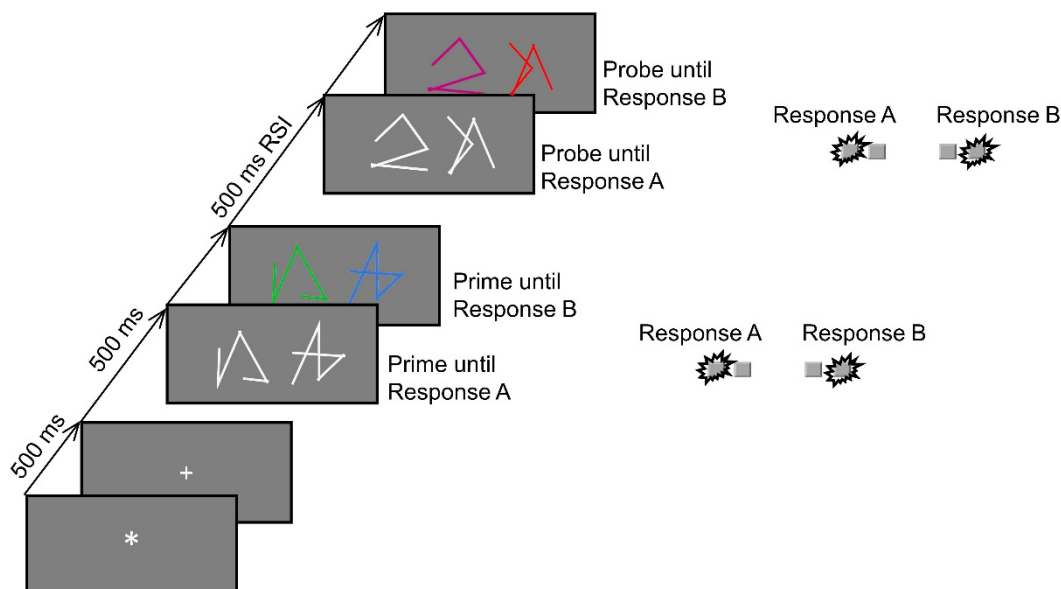 Probe until
Response B
Probe until
Response A
500 ms RSI
Response A
Response B
Prime until
Response B
Prime until
Response A
500 ms
Response A
Response B
500 ms
+
*